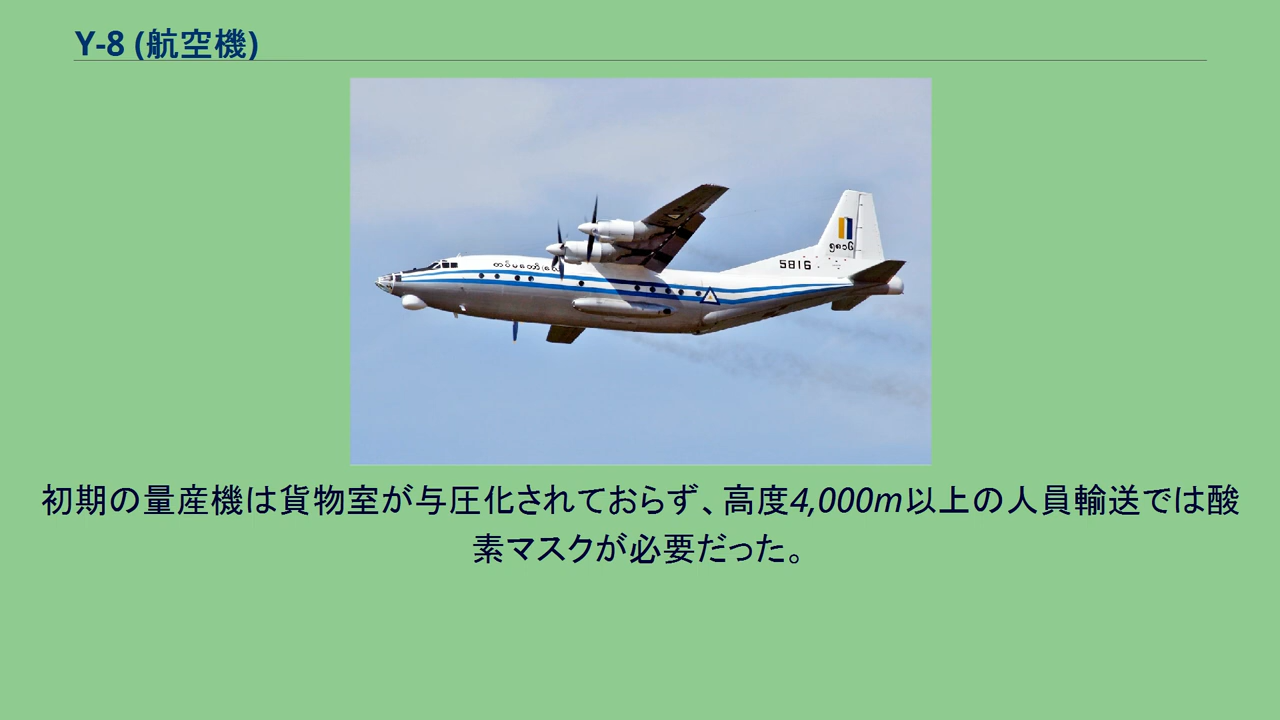 Y-8 (航空機)
5816
初期の量産機は貨物室が与圧化されておらず、高度4,000m以上の人員輸送では酸
素マスクが必要だった。